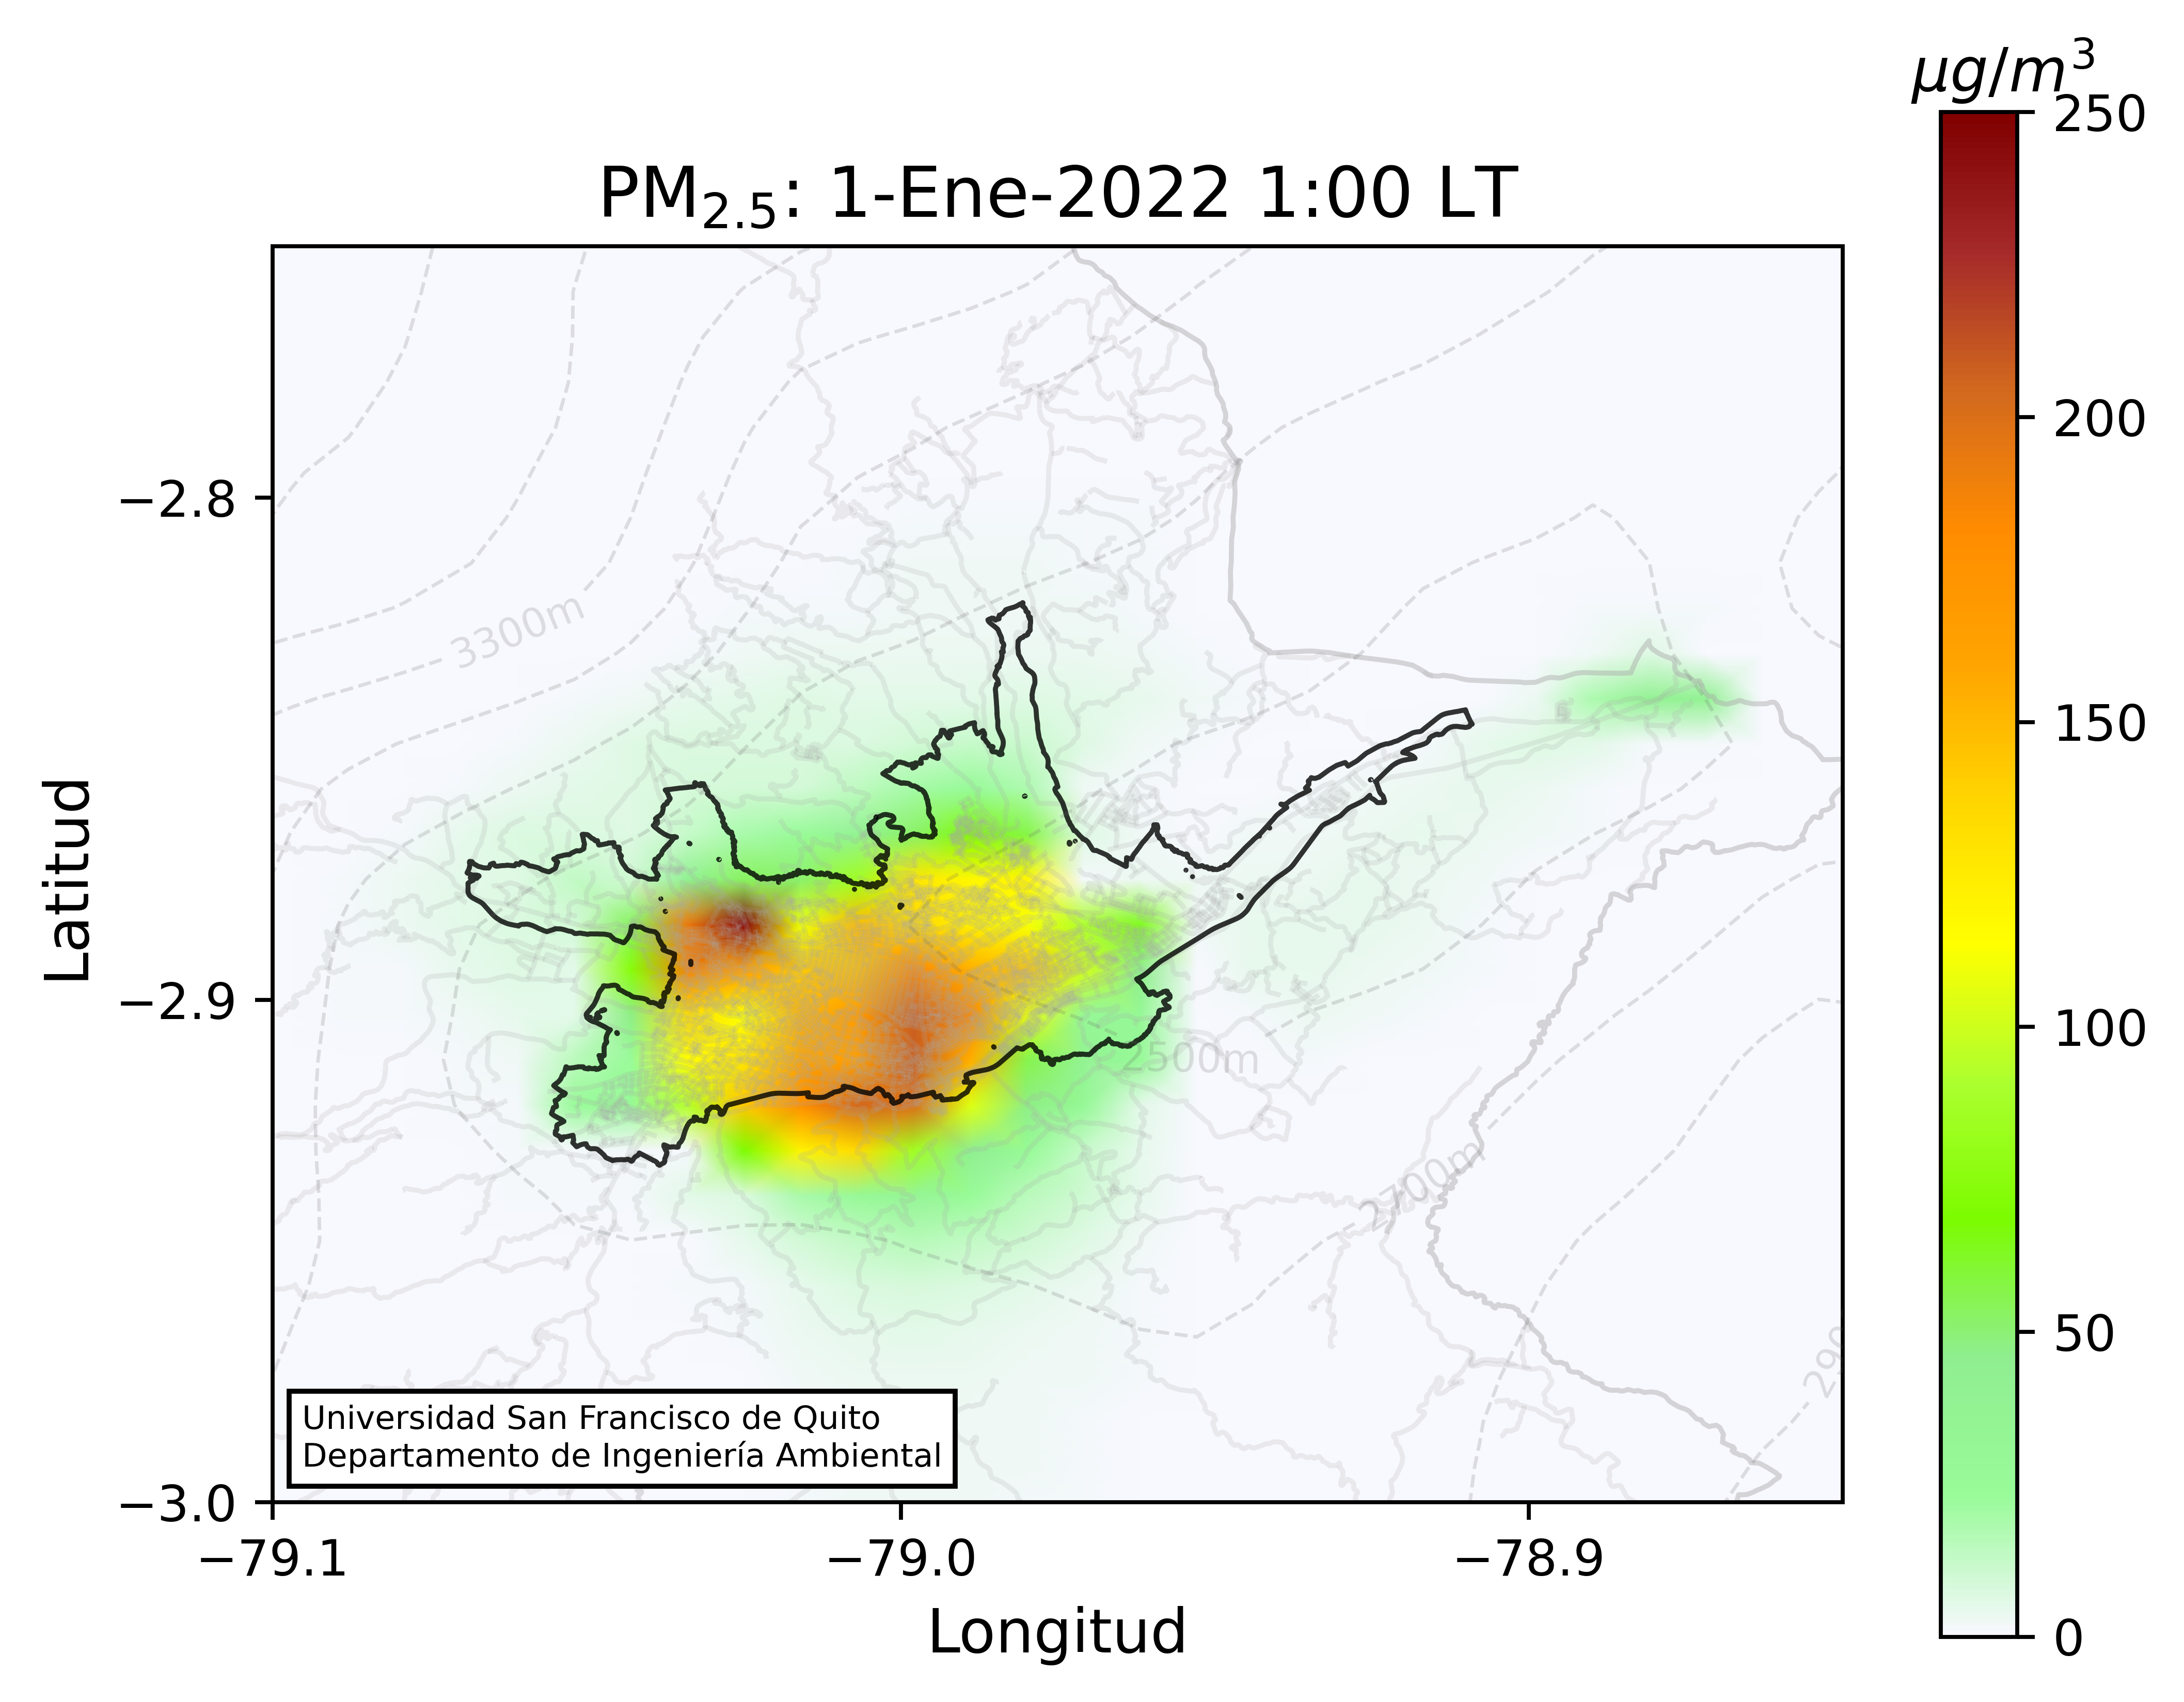 μg/m³
PM₂.₅: 1-Ene-2022 1:00 LT
250
200
150
100
50
0
Latitud
−2.8
−2.9
−3.0
3300m
2500m
2700m
290
Universidad San Francisco de Quito
Departamento de Ingeniería Ambiental
−79.1
−79.0
−78.9
Longitud